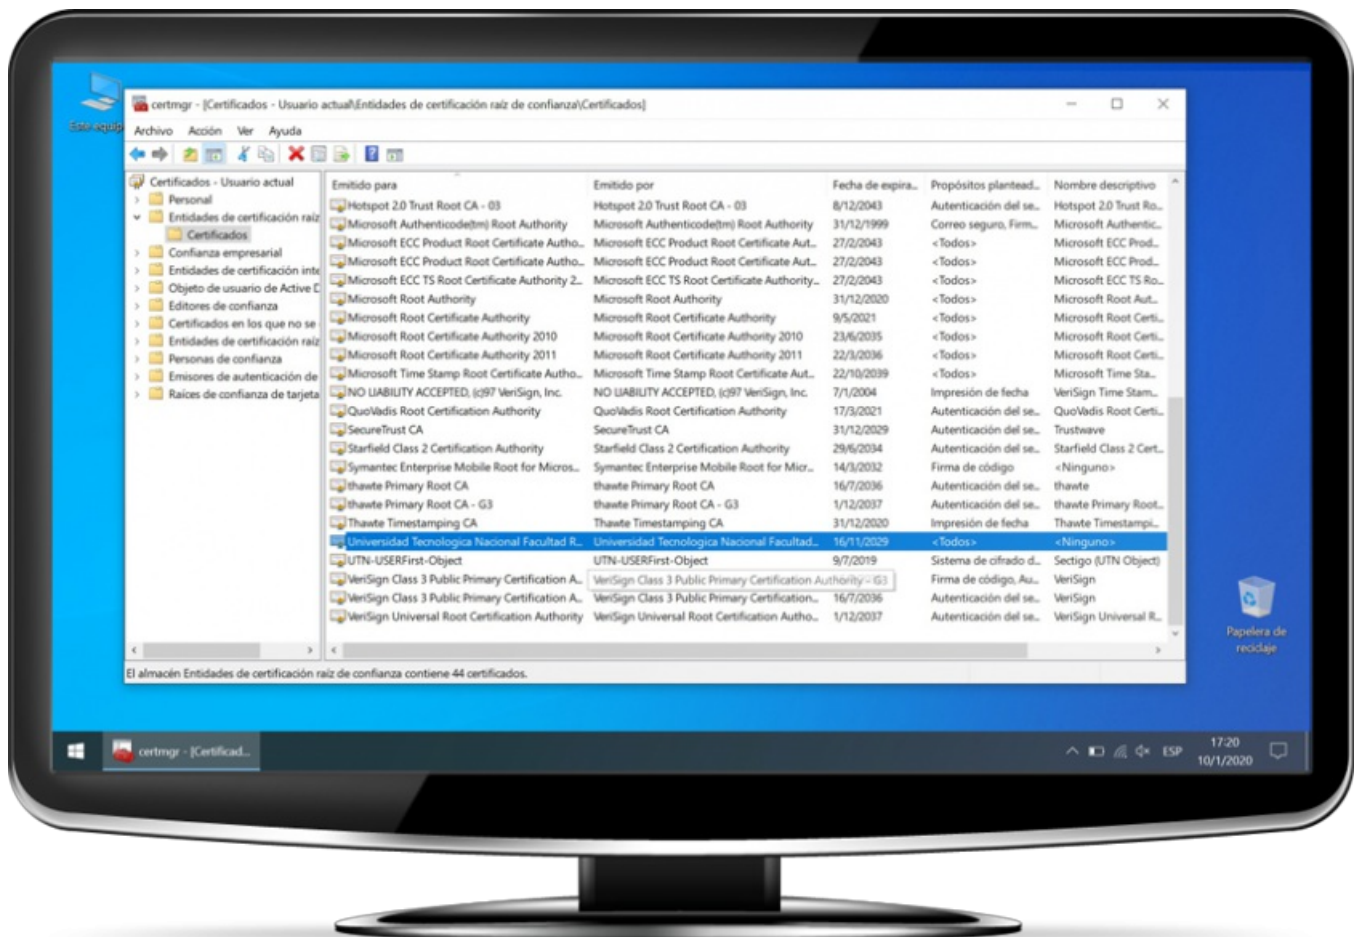 Este equip
certmgr - [Certificados - Usuario actual\Entidades de certificación raíz de confianza\Certificados]
Archivo Acción Ver Ayuda
Certificados - Usuario actual
Personal
Entidades de certificación raíz
Certificados
Confianza empresarial
Entidades de certificación inte
Objeto de usuario de Active D
Editores de confianza
Certificados en los que no se
Entidades de certificación raíz
Personas de confianza
Emisores de autenticación de
Raíces de confianza de tarjeta
Emitido para Emitido por Fecha de expira... Propósitos plantead... Nombre descriptivo
Hotspot 2.0 Trust Root CA - 03 Hotspot 2.0 Trust Root CA - 03 8/12/2043 Autenticación del se... Hotspot 2.0 Trust Ro...
Microsoft Authenticode(tm) Root Authority Microsoft Authenticode(tm) Root Authority 31/12/1999 Correo seguro, Firm... Microsoft Authentic...
Microsoft ECC Product Root Certificate Autho... Microsoft ECC Product Root Certificate Aut... 27/2/2043 <Todos> Microsoft ECC Prod...
Microsoft ECC Product Root Certificate Autho... Microsoft ECC Product Root Certificate Aut... 27/2/2043 <Todos> Microsoft ECC Prod...
Microsoft ECC TS Root Certificate Authority 2... Microsoft ECC TS Root Certificate Authority... 27/2/2043 <Todos> Microsoft ECC TS Ro...
Microsoft Root Authority Microsoft Root Authority 31/12/2020 <Todos> Microsoft Root Aut...
Microsoft Root Certificate Authority Microsoft Root Certificate Authority 9/5/2021 <Todos> Microsoft Root Certi...
Microsoft Root Certificate Authority 2010 Microsoft Root Certificate Authority 2010 23/6/2035 <Todos> Microsoft Root Certi...
Microsoft Root Certificate Authority 2011 Microsoft Root Certificate Authority 2011 22/3/2036 <Todos> Microsoft Root Certi...
Microsoft Time Stamp Root Certificate Autho... Microsoft Time Stamp Root Certificate Aut... 22/10/2039 <Todos> Microsoft Time Sta...
NO LIABILITY ACCEPTED, (c)97 VeriSign, Inc. NO LIABILITY ACCEPTED, (c)97 VeriSign, Inc. 7/1/2004 Impresión de fecha VeriSign Time Stam...
QuoVadis Root Certification Authority QuoVadis Root Certification Authority 17/3/2021 Autenticación del se... QuoVadis Root Certi...
SecureTrust CA SecureTrust CA 31/12/2029 Autenticación del se... Trustwave
Starfield Class 2 Certification Authority Starfield Class 2 Certification Authority 29/6/2034 Autenticación del se... Starfield Class 2 Cert...
Symantec Enterprise Mobile Root for Micros... Symantec Enterprise Mobile Root for Micr... 14/3/2032 Firma de código <Ninguno>
thawte Primary Root CA thawte Primary Root CA 16/7/2036 Autenticación del se... thawte
thawte Primary Root CA - G3 thawte Primary Root CA - G3 1/12/2037 Autenticación del se... thawte Primary Root...
Thawte Timestamping CA Thawte Timestamping CA 31/12/2020 Impresión de fecha Thawte Timestampi...
Universidad Tecnologica Nacional Facultad R... Universidad Tecnologica Nacional Facultad... 16/11/2029 <Todos> <Ninguno>
UTN-USERFirst-Object UTN-USERFirst-Object 9/7/2019 Sistema de cifrado d... Sectigo (UTN Object)
VeriSign Class 3 Public Primary Certification A... VeriSign Class 3 Public Primary Certification Authority - G3 Firma de código, Au... VeriSign
VeriSign Class 3 Public Primary Certification A... VeriSign Class 3 Public Primary Certification... 16/7/2036 Autenticación del se... VeriSign
VeriSign Universal Root Certification Authority VeriSign Universal Root Certification Autho... 1/12/2037 Autenticación del se... VeriSign Universal R...
El almacén Entidades de certificación raíz de confianza contiene 44 certificados.
Papelera de
reciclaje
certmgr - [Certificad...
ESP
17:20
10/1/2020